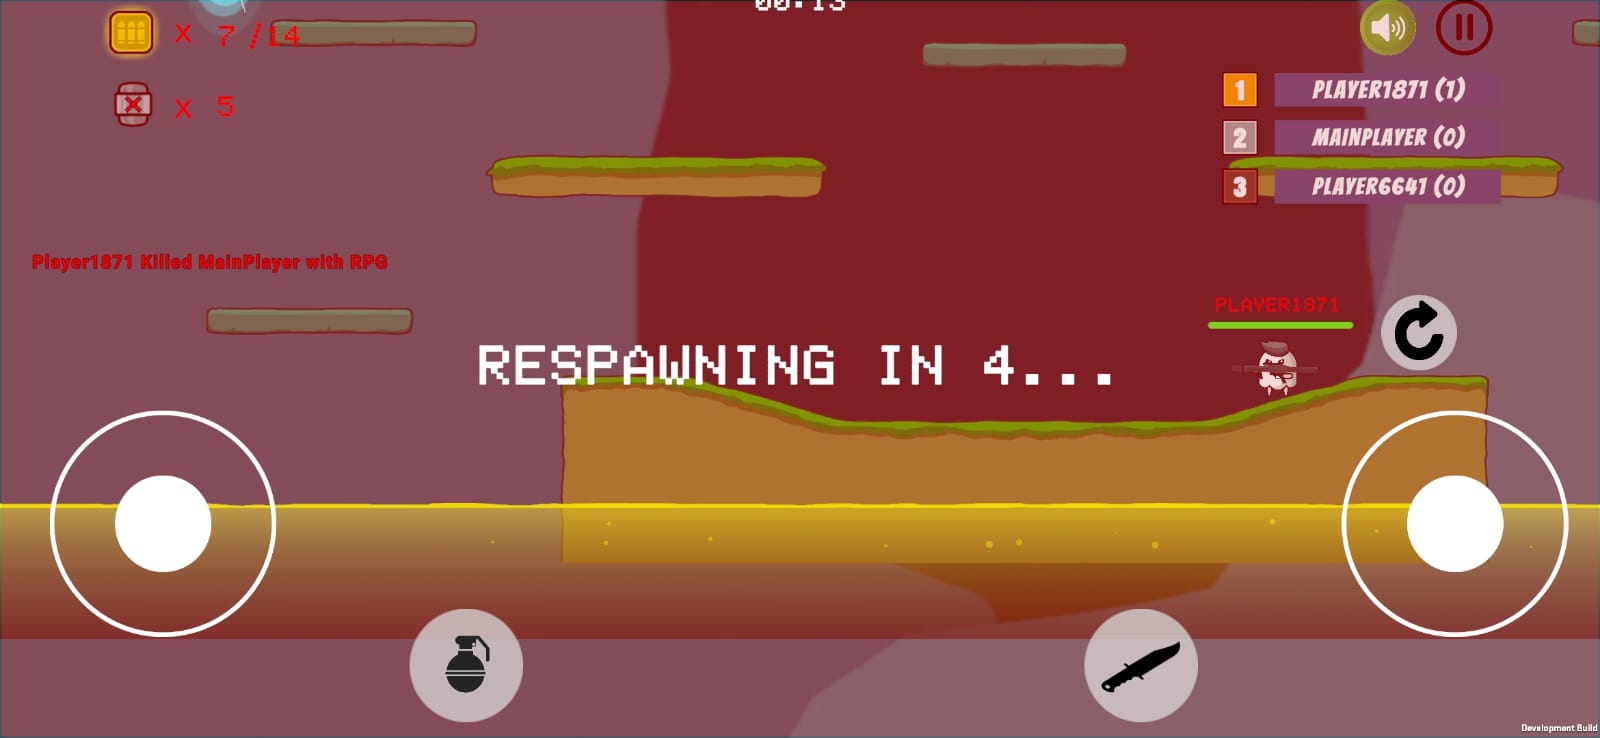 00:13
X 7 / 14
X 5
1 PLAYER1871 (1)
2 MAINPLAYER (0)
3 PLAYER6641 (0)
Player1871 Killed MainPlayer with RPG
PLAYER1871
RESPAWNING IN 4...
Development Build